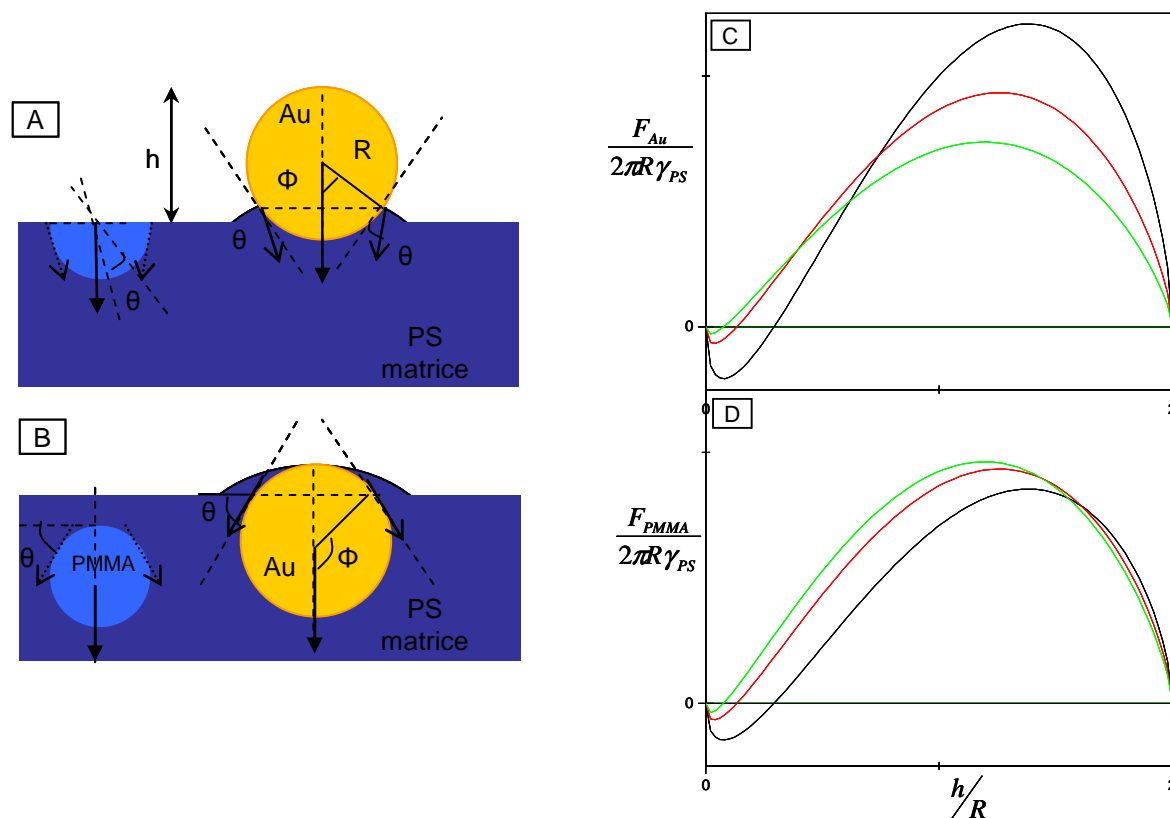 A
h
Au
R
Φ
θ
θ
θ
PS
matrice
B
θ
PMMA
θ
Au
Φ
PS
matrice
C
F_Au
2πRγ_PS
0
0
D
F_PMMA
2πRγ_PS
0
0
h/R